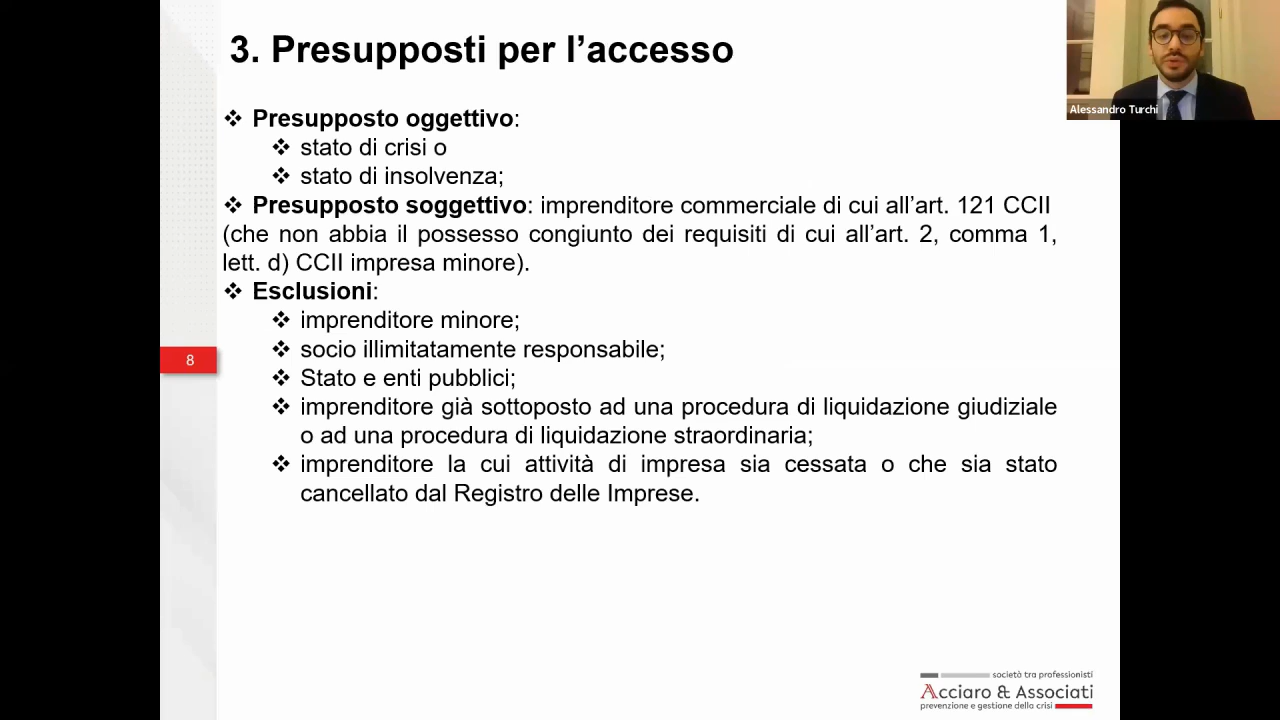 3. Presupposti per l’accesso
Alessandro Turchi
❖ Presupposto oggettivo:
❖ stato di crisi o
❖ stato di insolvenza;
❖ Presupposto soggettivo: imprenditore commerciale di cui all’art. 121 CCII
(che non abbia il possesso congiunto dei requisiti di cui all’art. 2, comma 1,
lett. d) CCII impresa minore).
❖ Esclusioni:
❖ imprenditore minore;
❖ socio illimitatamente responsabile;
8
❖ Stato e enti pubblici;
❖ imprenditore già sottoposto ad una procedura di liquidazione giudiziale
o ad una procedura di liquidazione straordinaria;
❖ imprenditore la cui attività di impresa sia cessata o che sia stato
cancellato dal Registro delle Imprese.
società tra professionisti
Acciaro & Associati
prevenzione e gestione della crisi